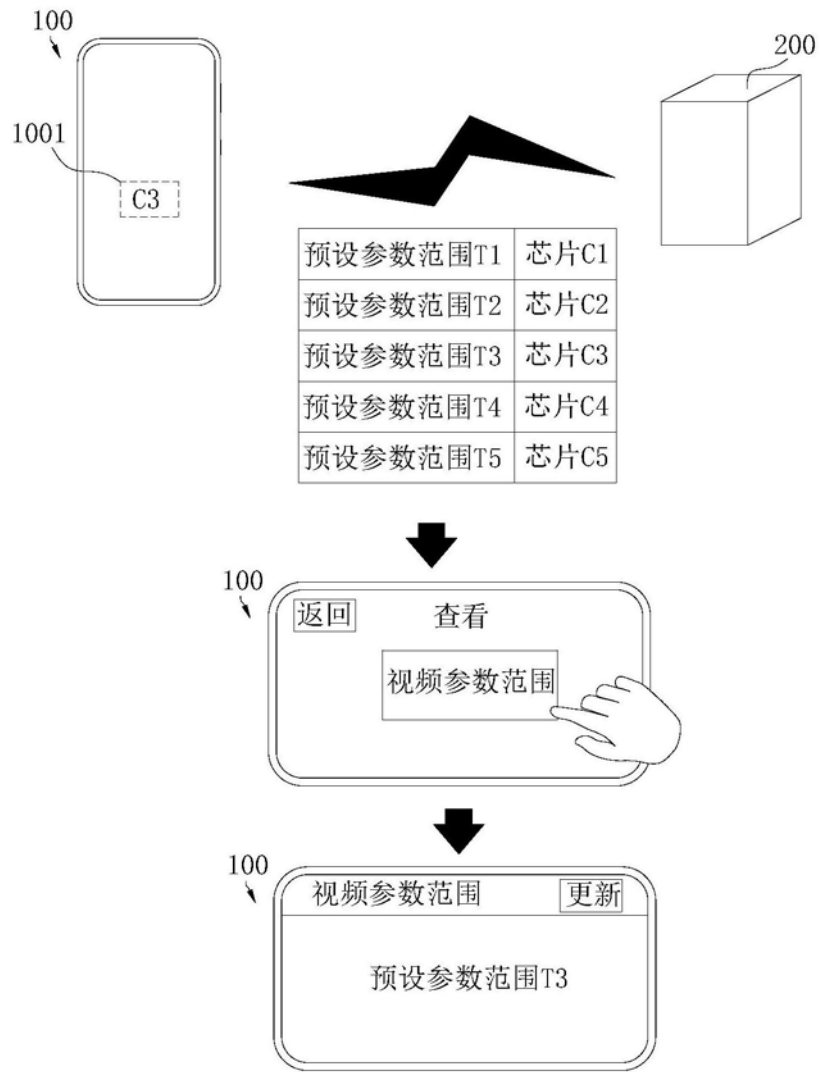 100
200
1001
C3
预设参数范围T1 芯片C1
预设参数范围T2 芯片C2
预设参数范围T3 芯片C3
预设参数范围T4 芯片C4
预设参数范围T5 芯片C5
100
返回 查看
视频参数范围
100
视频参数范围 更新
预设参数范围T3